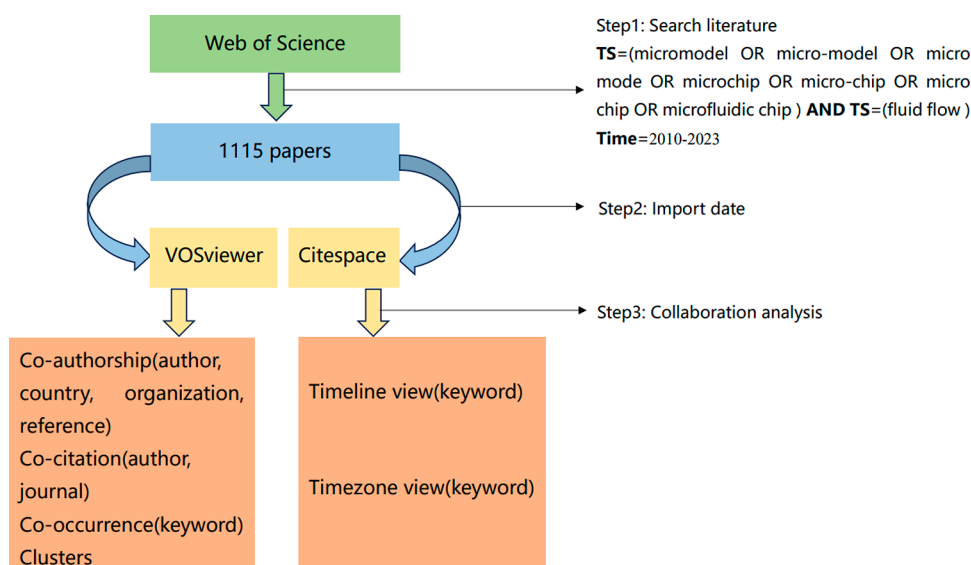 Web of Science
1115 papers
VOSviewer
Citespace
Co-authorship(author,
country, organization,
reference)
Co-citation(author,
journal)
Co-occurrence(keyword)
Clusters
Timeline view(keyword)
Timezone view(keyword)
Step1: Search literature
TS=(micromodel OR micro-model OR micro
mode OR microchip OR micro-chip OR micro
chip OR microfluidic chip ) AND TS=(fluid flow )
Time=2010-2023
Step2: Import date
Step3: Collaboration analysis